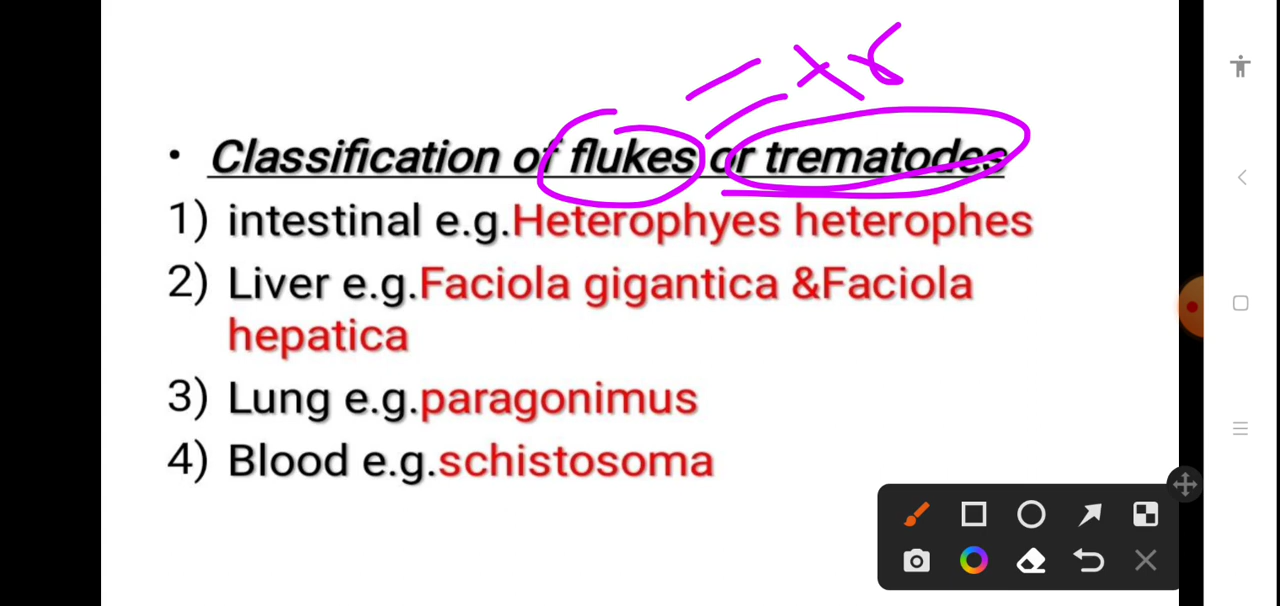 • Classification of flukes or trematodes
1) intestinal e.g.Heterophyes heterophes
2) Liver e.g.Faciola gigantica &Faciola
hepatica
3) Lung e.g.paragonimus
4) Blood e.g.schistosoma